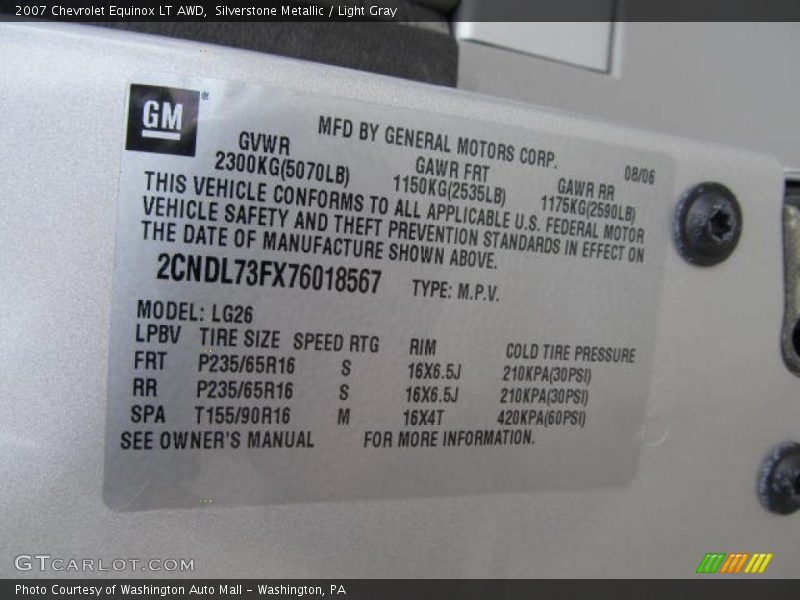 2007 Chevrolet Equinox LT AWD, Silverstone Metallic / Light Gray
GM®
MFD BY GENERAL MOTORS CORP. 08/06
GVWR GAWR FRT GAWR RR
2300KG(5070LB) 1150KG(2535LB) 1175KG(2590LB)
THIS VEHICLE CONFORMS TO ALL APPLICABLE U.S. FEDERAL MOTOR
VEHICLE SAFETY AND THEFT PREVENTION STANDARDS IN EFFECT ON
THE DATE OF MANUFACTURE SHOWN ABOVE.
2CNDL73FX76018567 TYPE: M.P.V.
MODEL: LG26
LPBV TIRE SIZE SPEED RTG RIM COLD TIRE PRESSURE
FRT P235/65R16 S 16X6.5J 210KPA(30PSI)
RR P235/65R16 S 16X6.5J 210KPA(30PSI)
SPA T155/90R16 M 16X4T 420KPA(60PSI)
SEE OWNER'S MANUAL FOR MORE INFORMATION.
GTCARLOT.COM
Photo Courtesy of Washington Auto Mall - Washington, PA